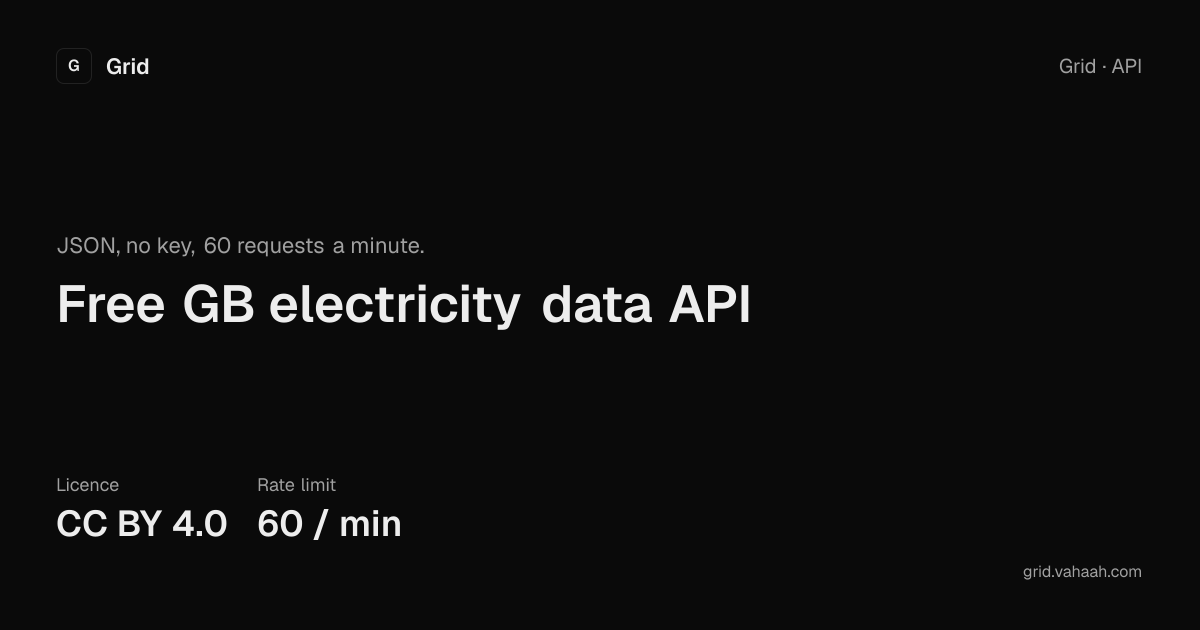 G
Grid
Grid · API
JSON, no key, 60 requests a minute.
Free GB electricity data API
Licence
Rate limit
CC BY 4.0
60 / min
grid.vahaah.com